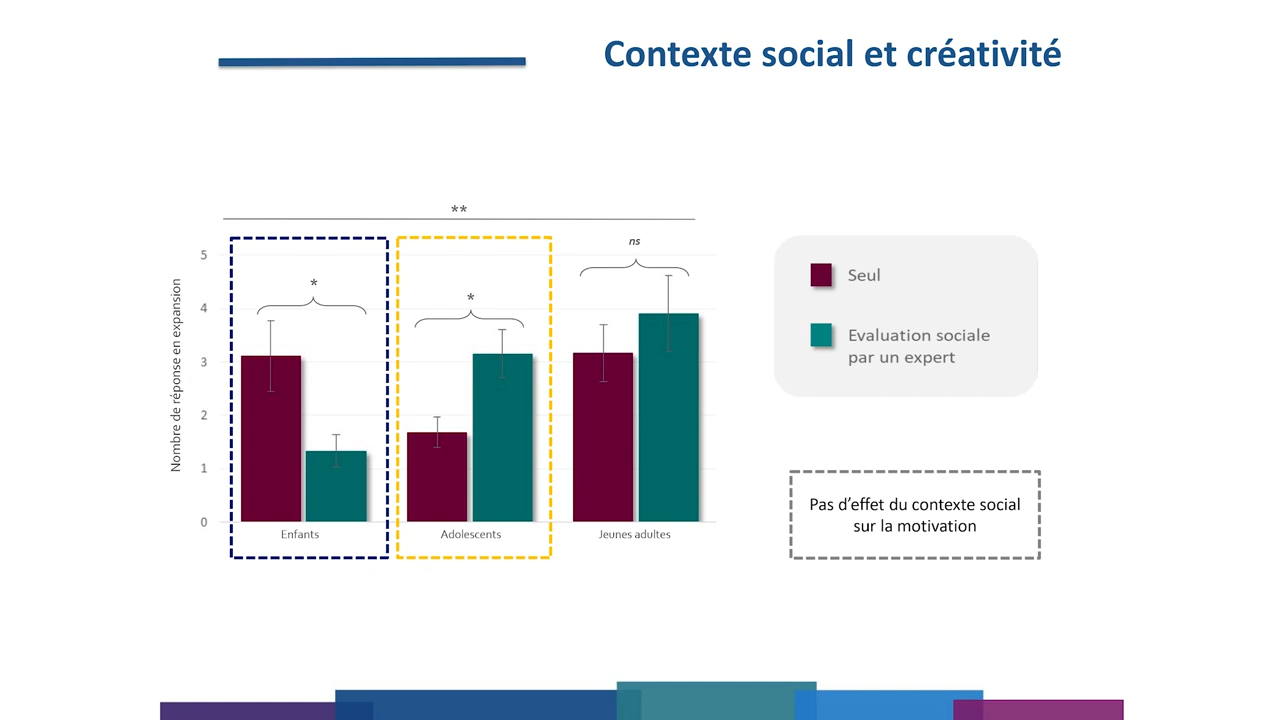 Contexte social et créativité
**
ns
*
*
5
4
3
2
1
0
Nombre de réponse en expansion
Enfants
Adolescents
Jeunes adultes
Seul
Evaluation sociale
par un expert
Pas d’effet du contexte social
sur la motivation